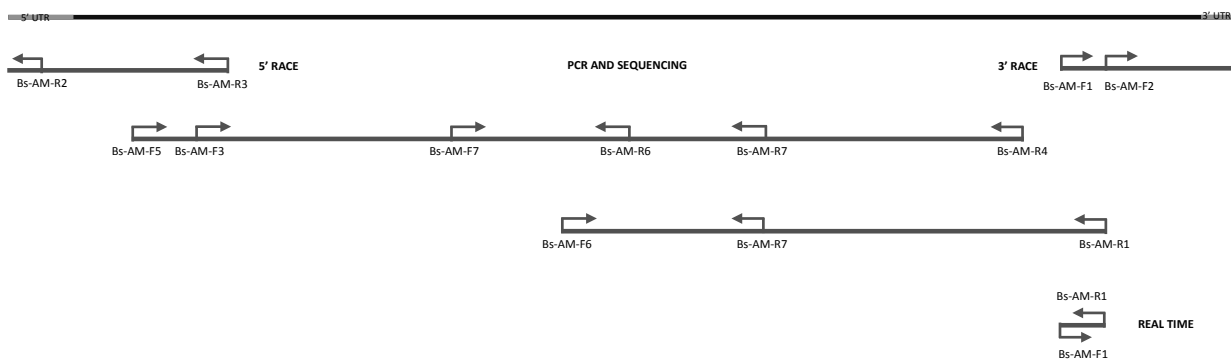 5' UTR
3' UTR
5' RACE
PCR AND SEQUENCING
3' RACE
Bs-AM-R2
Bs-AM-R3
Bs-AM-F1
Bs-AM-F2
Bs-AM-F5
Bs-AM-F3
Bs-AM-F7
Bs-AM-R6
Bs-AM-R7
Bs-AM-R4
Bs-AM-F6
Bs-AM-R7
Bs-AM-R1
Bs-AM-R1
REAL TIME
Bs-AM-F1